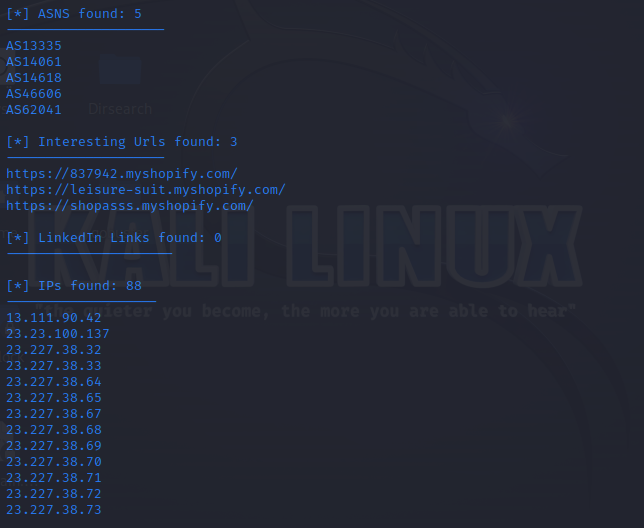 [*] ASNS found: 5
--------------------
AS13335
AS14061
AS14618
AS46606
AS62041
Dirsearch
[*] Interesting Urls found: 3
--------------------
https://837942.myshopify.com/
https://leisure-suit.myshopify.com/
https://shopasss.myshopify.com/
[*] LinkedIn Links found: 0
---------------------
KALI LINUX
[*] IPs found: 88
-------------------
"the quieter you become, the more you are able to hear"
13.111.90.42
23.23.100.137
23.227.38.32
23.227.38.33
23.227.38.64
23.227.38.65
23.227.38.67
23.227.38.68
23.227.38.69
23.227.38.70
23.227.38.71
23.227.38.72
23.227.38.73